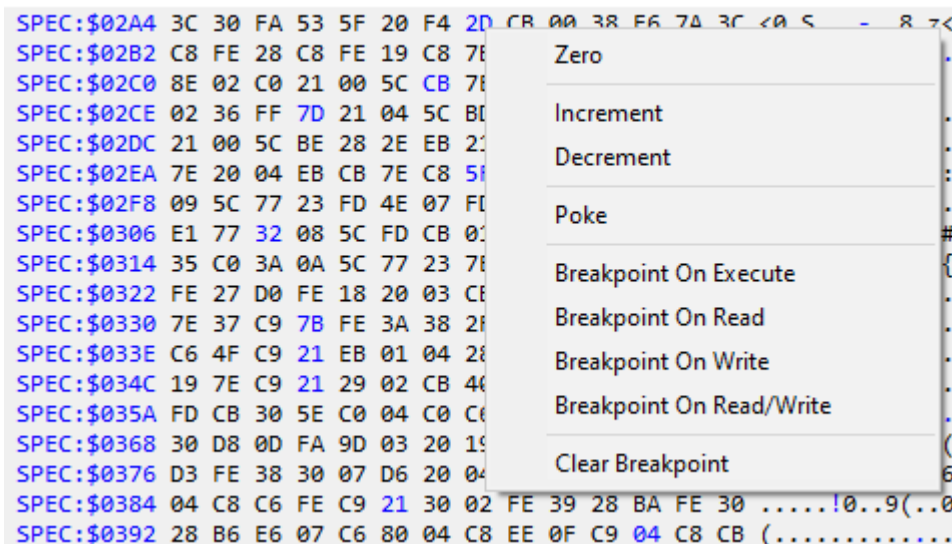 SPEC:$02A4 3C 30 FA 53 5F 20 F4 2D CB 00 38 E6 7A 3C
SPEC:$02B2 C8 FE 28 C8 FE 19 C8
SPEC:$02C0 8E 02 C0 21 00 5C CB
SPEC:$02CE 02 36 FF 7D 21 04 5C
SPEC:$02DC 21 00 5C BE 28 2E EB
SPEC:$02EA 7E 20 04 EB CB 7E C8
SPEC:$02F8 09 5C 77 23 FD 4E 07
SPEC:$0306 E1 77 32 08 5C FD CB
SPEC:$0314 35 C0 3A 0A 5C 77 23
SPEC:$0322 FE 27 D0 FE 18 20 03
SPEC:$0330 7E 37 C9 7B FE 3A 38
SPEC:$033E C6 4F C9 21 EB 01 04
SPEC:$034C 19 7E C9 21 29 02 CB
SPEC:$035A FD CB 30 5E C0 04 C0
SPEC:$0368 30 D8 0D FA 9D 03 20
SPEC:$0376 D3 FE 38 30 07 D6 20
SPEC:$0384 04 C8 C6 FE C9 21 30 02 FE 39 28 BA FE 30 .....!0..9(..0
SPEC:$0392 28 B6 E6 07 C6 80 04 C8 EE 0F C9 04 C8 CB (.............
Zero
Increment
Decrement
Poke
Breakpoint On Execute
Breakpoint On Read
Breakpoint On Write
Breakpoint On Read/Write
Clear Breakpoint